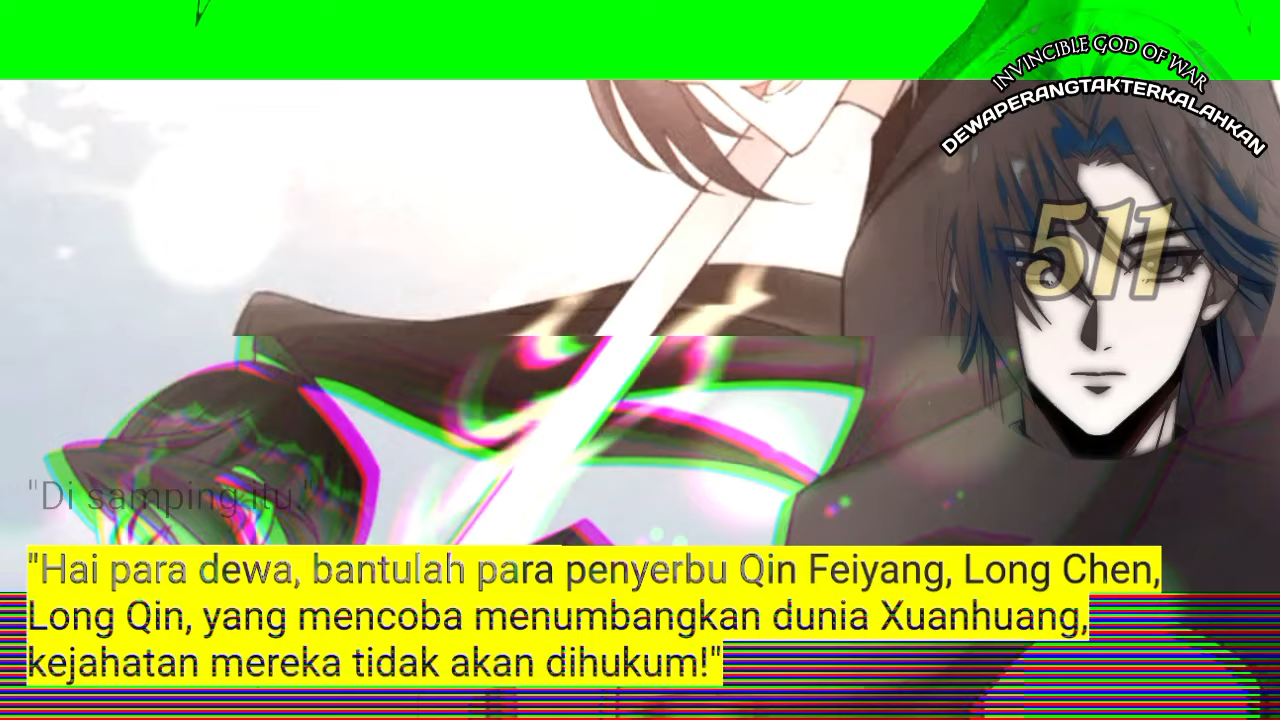 INVINCIBLE GOD OF WAR
DEWAPERANGTAKTERKALAHKAN
511
"Di samping itu."
"Hai para dewa, bantulah para penyerbu Qin Feiyang, Long Chen,
Long Qin, yang mencoba menumbangkan dunia Xuanhuang,
kejahatan mereka tidak akan dihukum!"